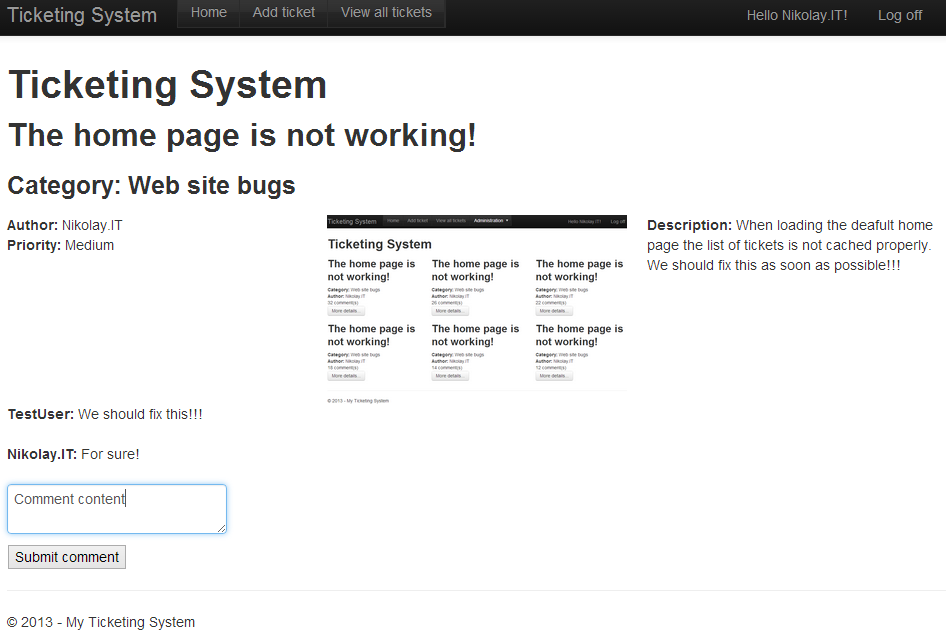 Ticketing System Home Add ticket View all tickets Hello Nikolay.IT! Log off
Ticketing System
The home page is not working!
Category: Web site bugs
Author: Nikolay.IT
Priority: Medium
Ticketing System Home Add ticket View all tickets Administration Hello Nikolay.IT! Log off
Ticketing System
The home page is The home page is The home page is
not working! not working! not working!
Category: Web site bugs Category: Web site bugs Category: Web site bugs
Author: Nikolay.IT Author: Nikolay.IT Author: Nikolay.IT
32 comment(s) 26 comment(s) 22 comment(s)
More details... More details... More details...
The home page is The home page is The home page is
not working! not working! not working!
Category: Web site bugs Category: Web site bugs Category: Web site bugs
Author: Nikolay.IT Author: Nikolay.IT Author: Nikolay.IT
18 comment(s) 14 comment(s) 12 comment(s)
More details... More details... More details...
© 2013 - My Ticketing System
Description: When loading the deafult home
page the list of tickets is not cached properly.
We should fix this as soon as possible!!!
TestUser: We should fix this!!!
Nikolay.IT: For sure!
Comment content
Submit comment
© 2013 - My Ticketing System